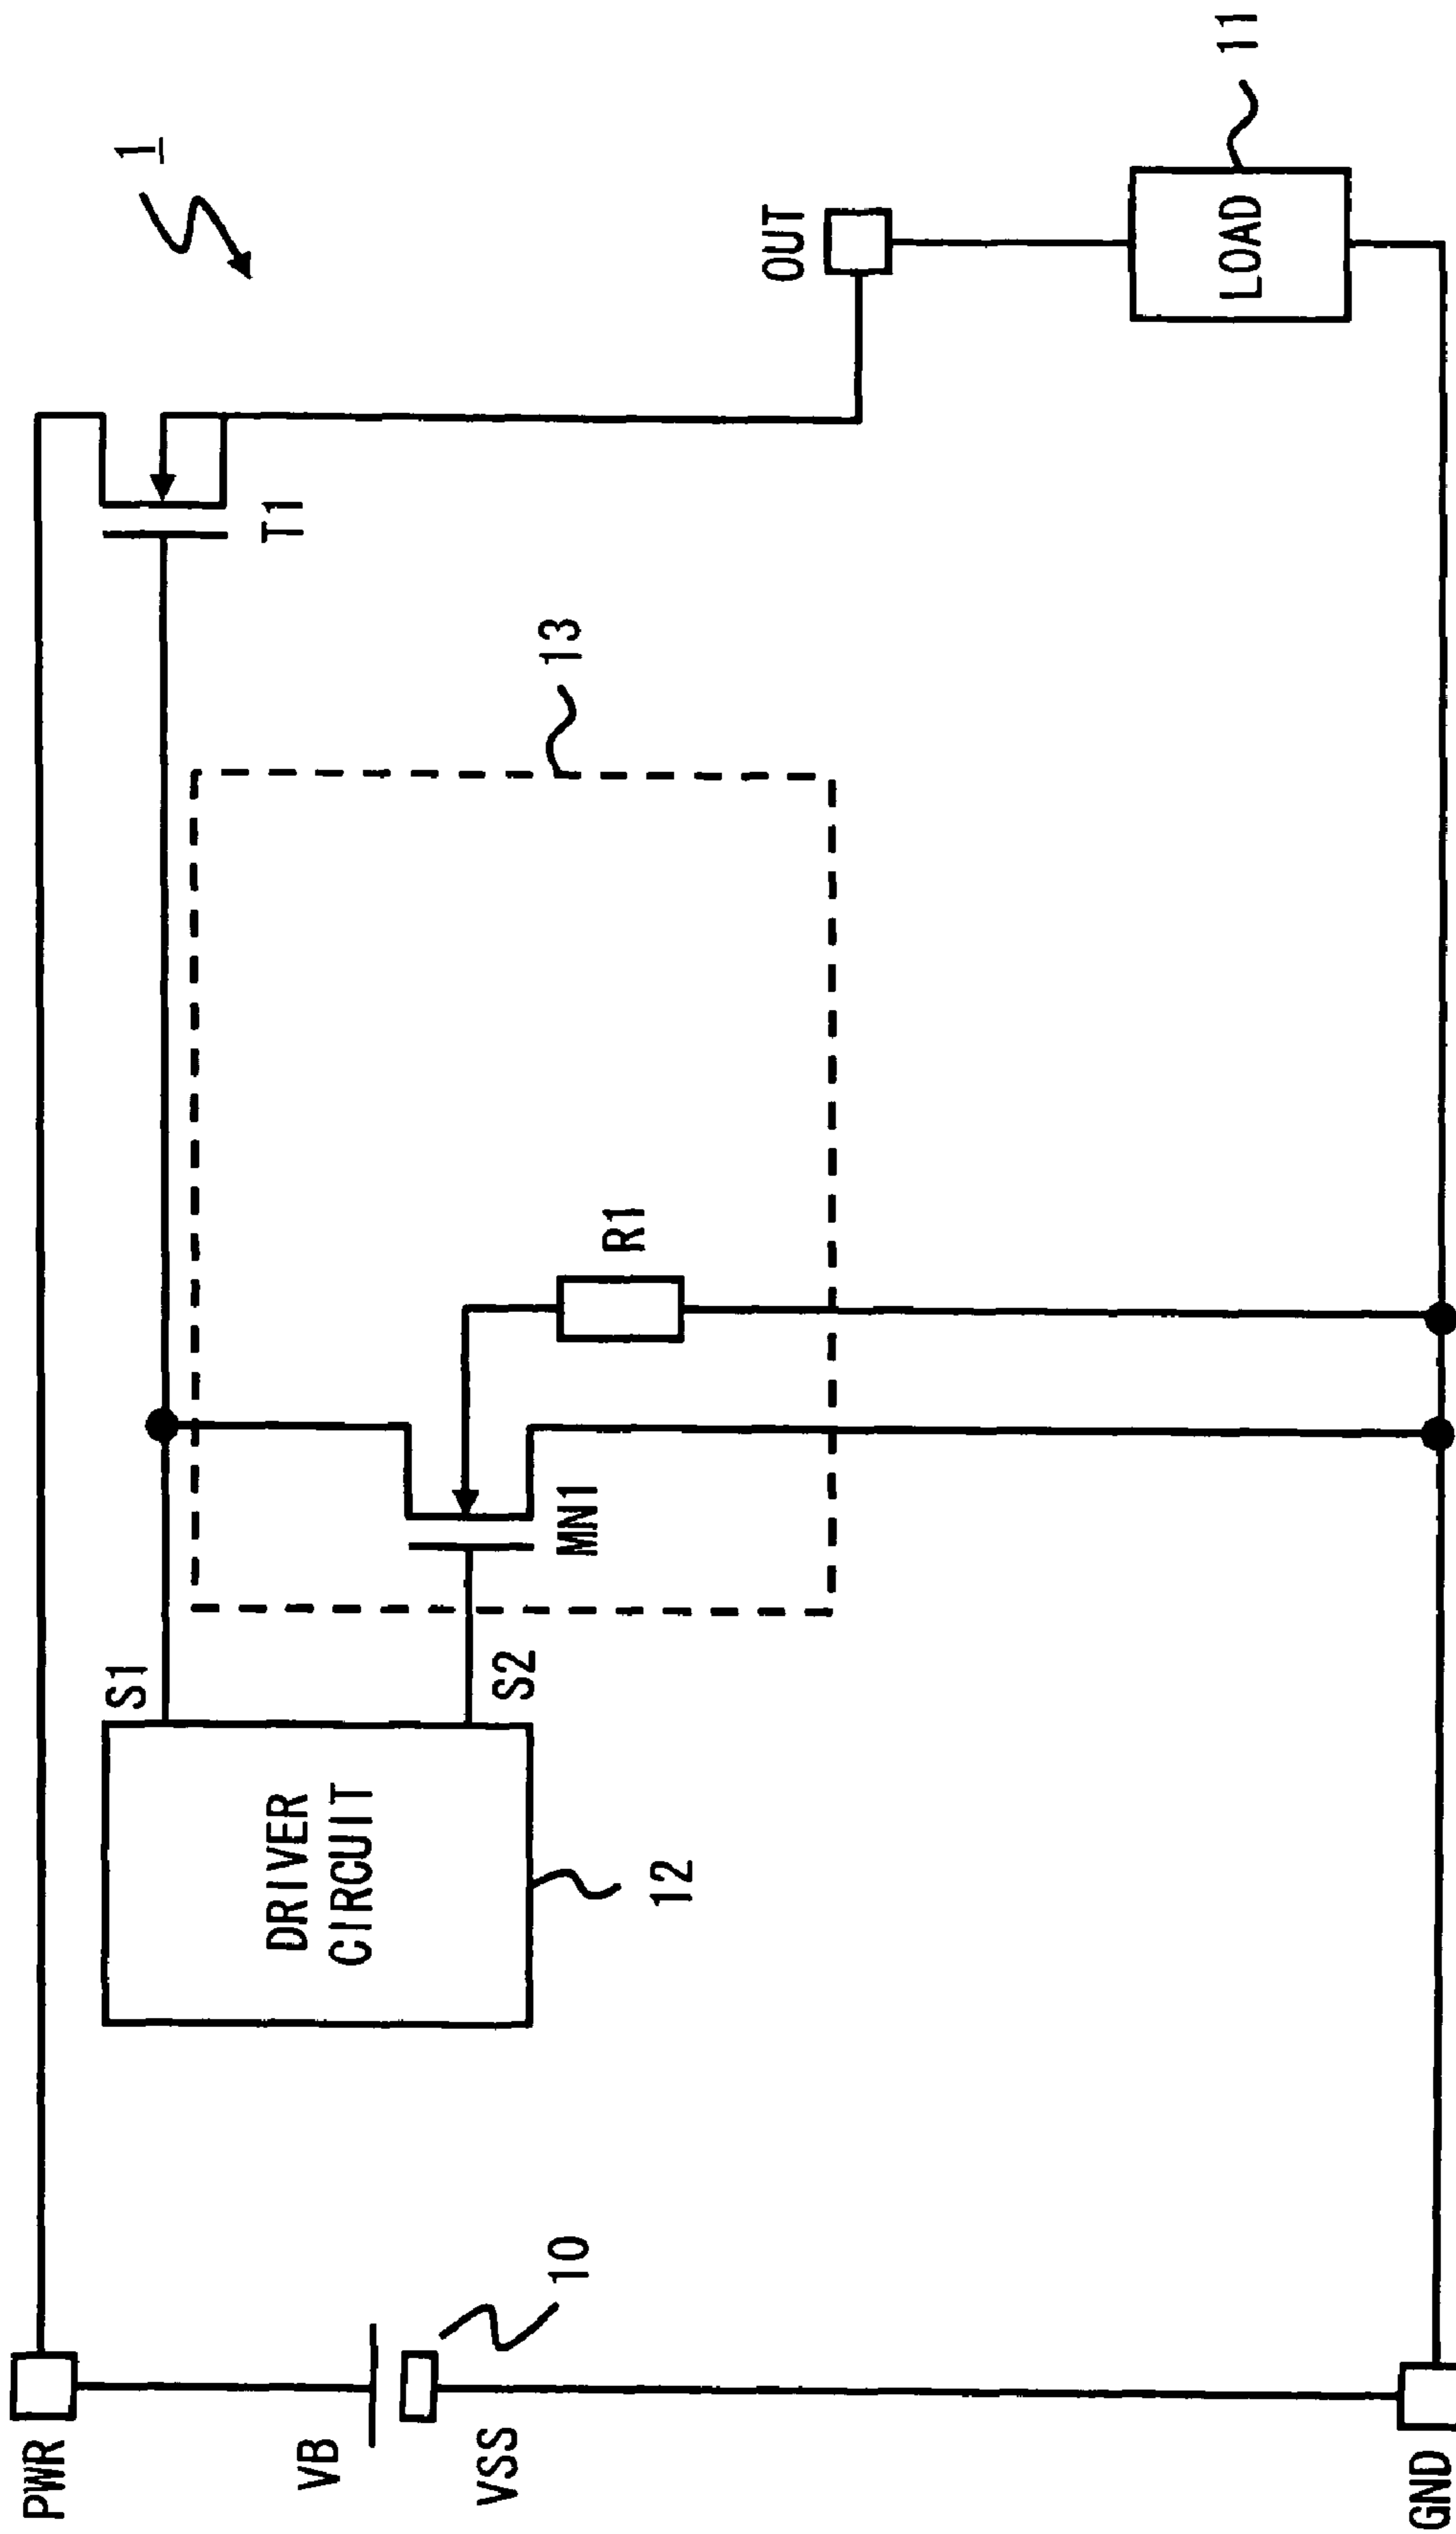 1
PWR
S1
T1
VB
10
VSS
DRIVER
CIRCUIT
12
S2
MN1
R1
13
OUT
LOAD
11
GND